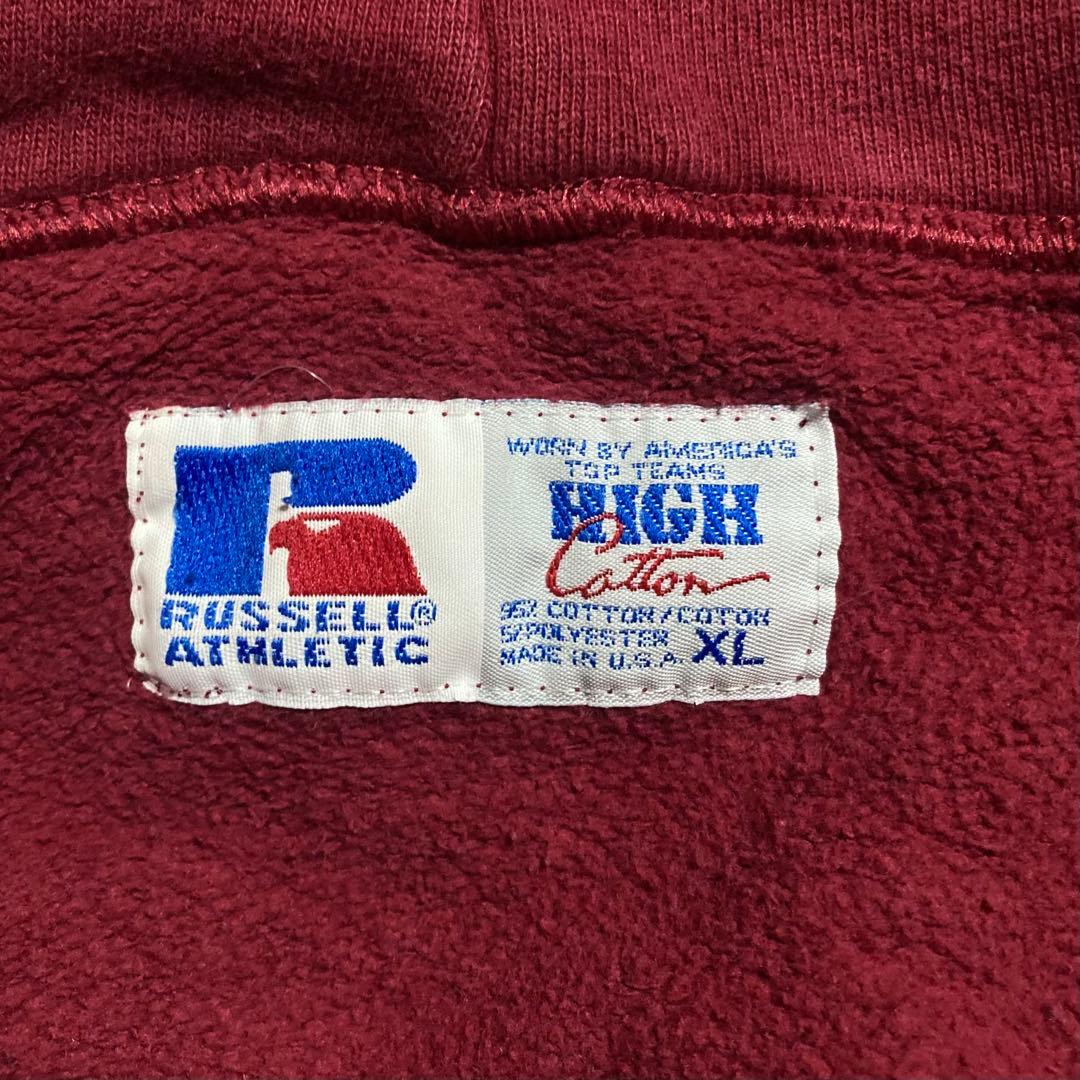 RUSSELL®
ATHLETIC
WORN BY AMERICA'S
TOP TEAMS
HIGH
Cotton
95% COTTON/COTON
5/POLYESTER
MADE IN U.S.A. XL